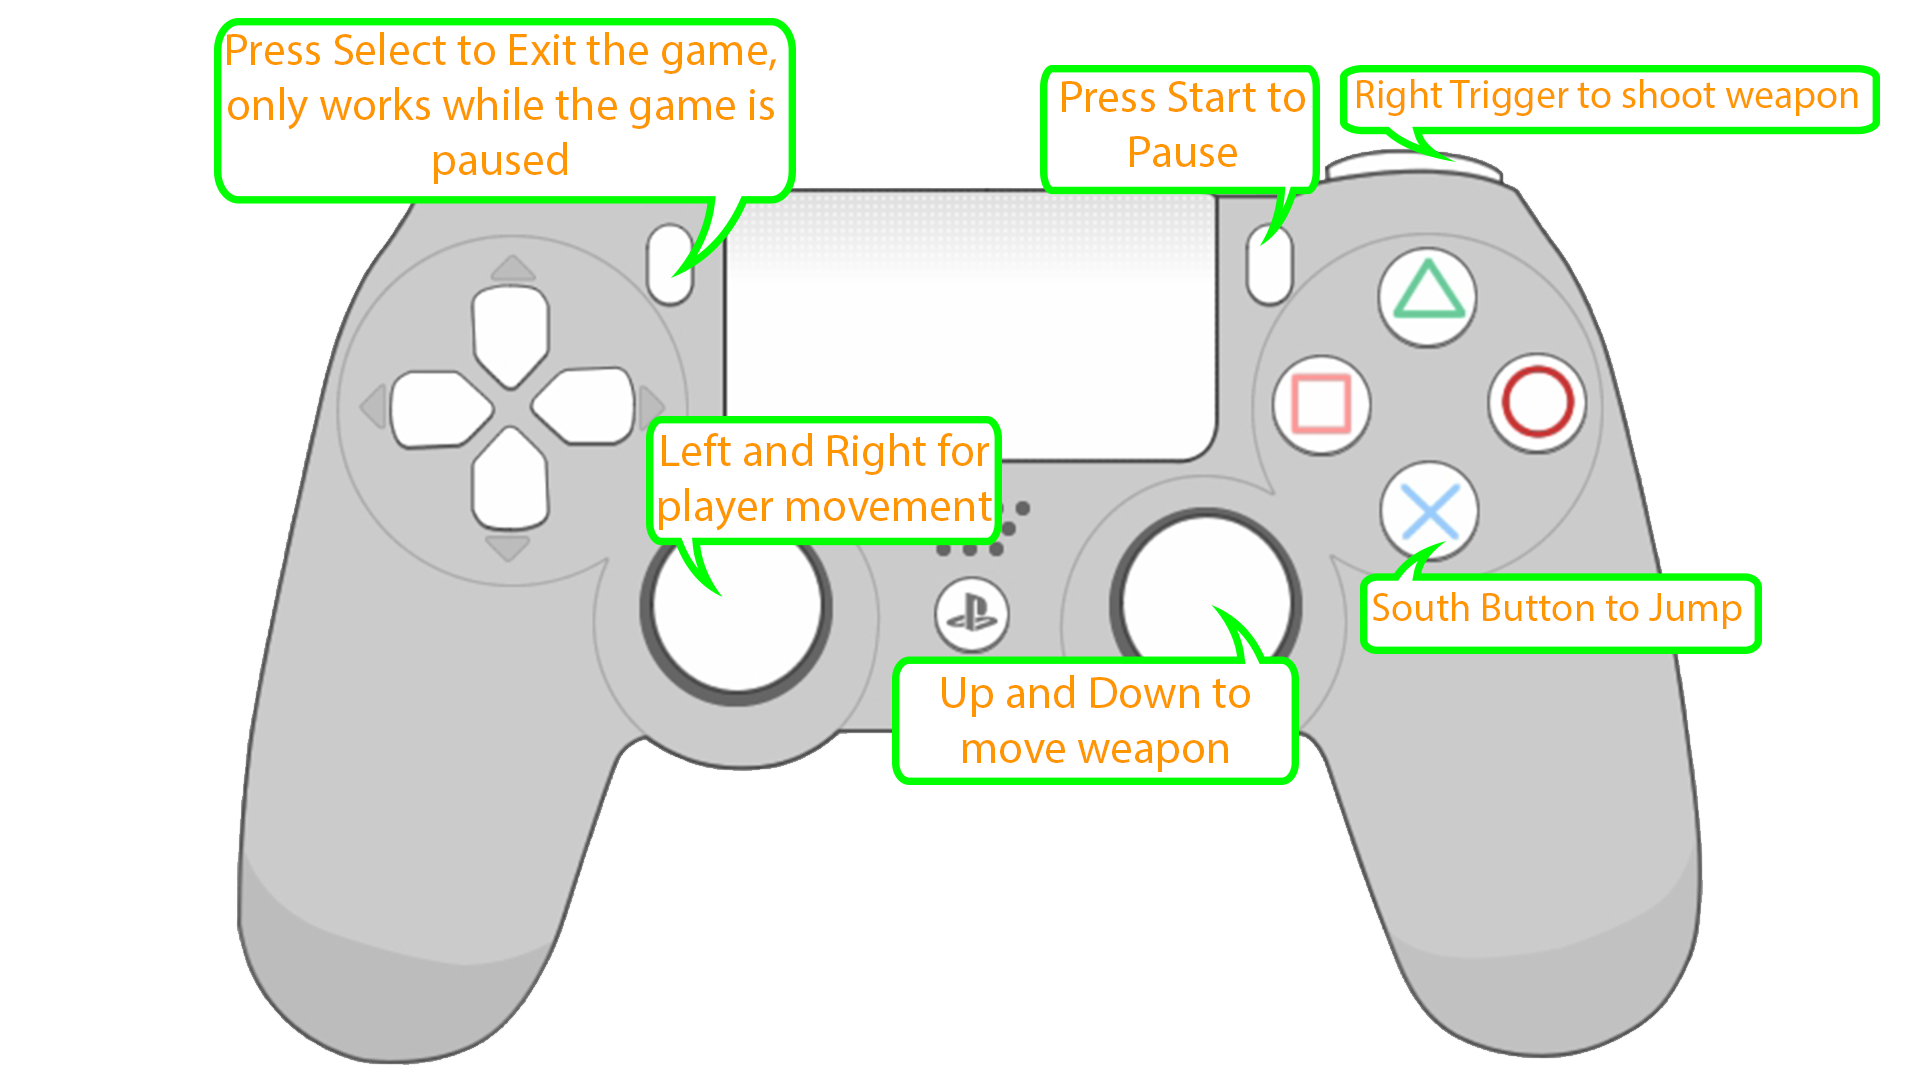 Press Select to Exit the game,
only works while the game is
paused
Press Start to
Pause
Right Trigger to shoot weapon
Left and Right for
player movement
South Button to Jump
Up and Down to
move weapon